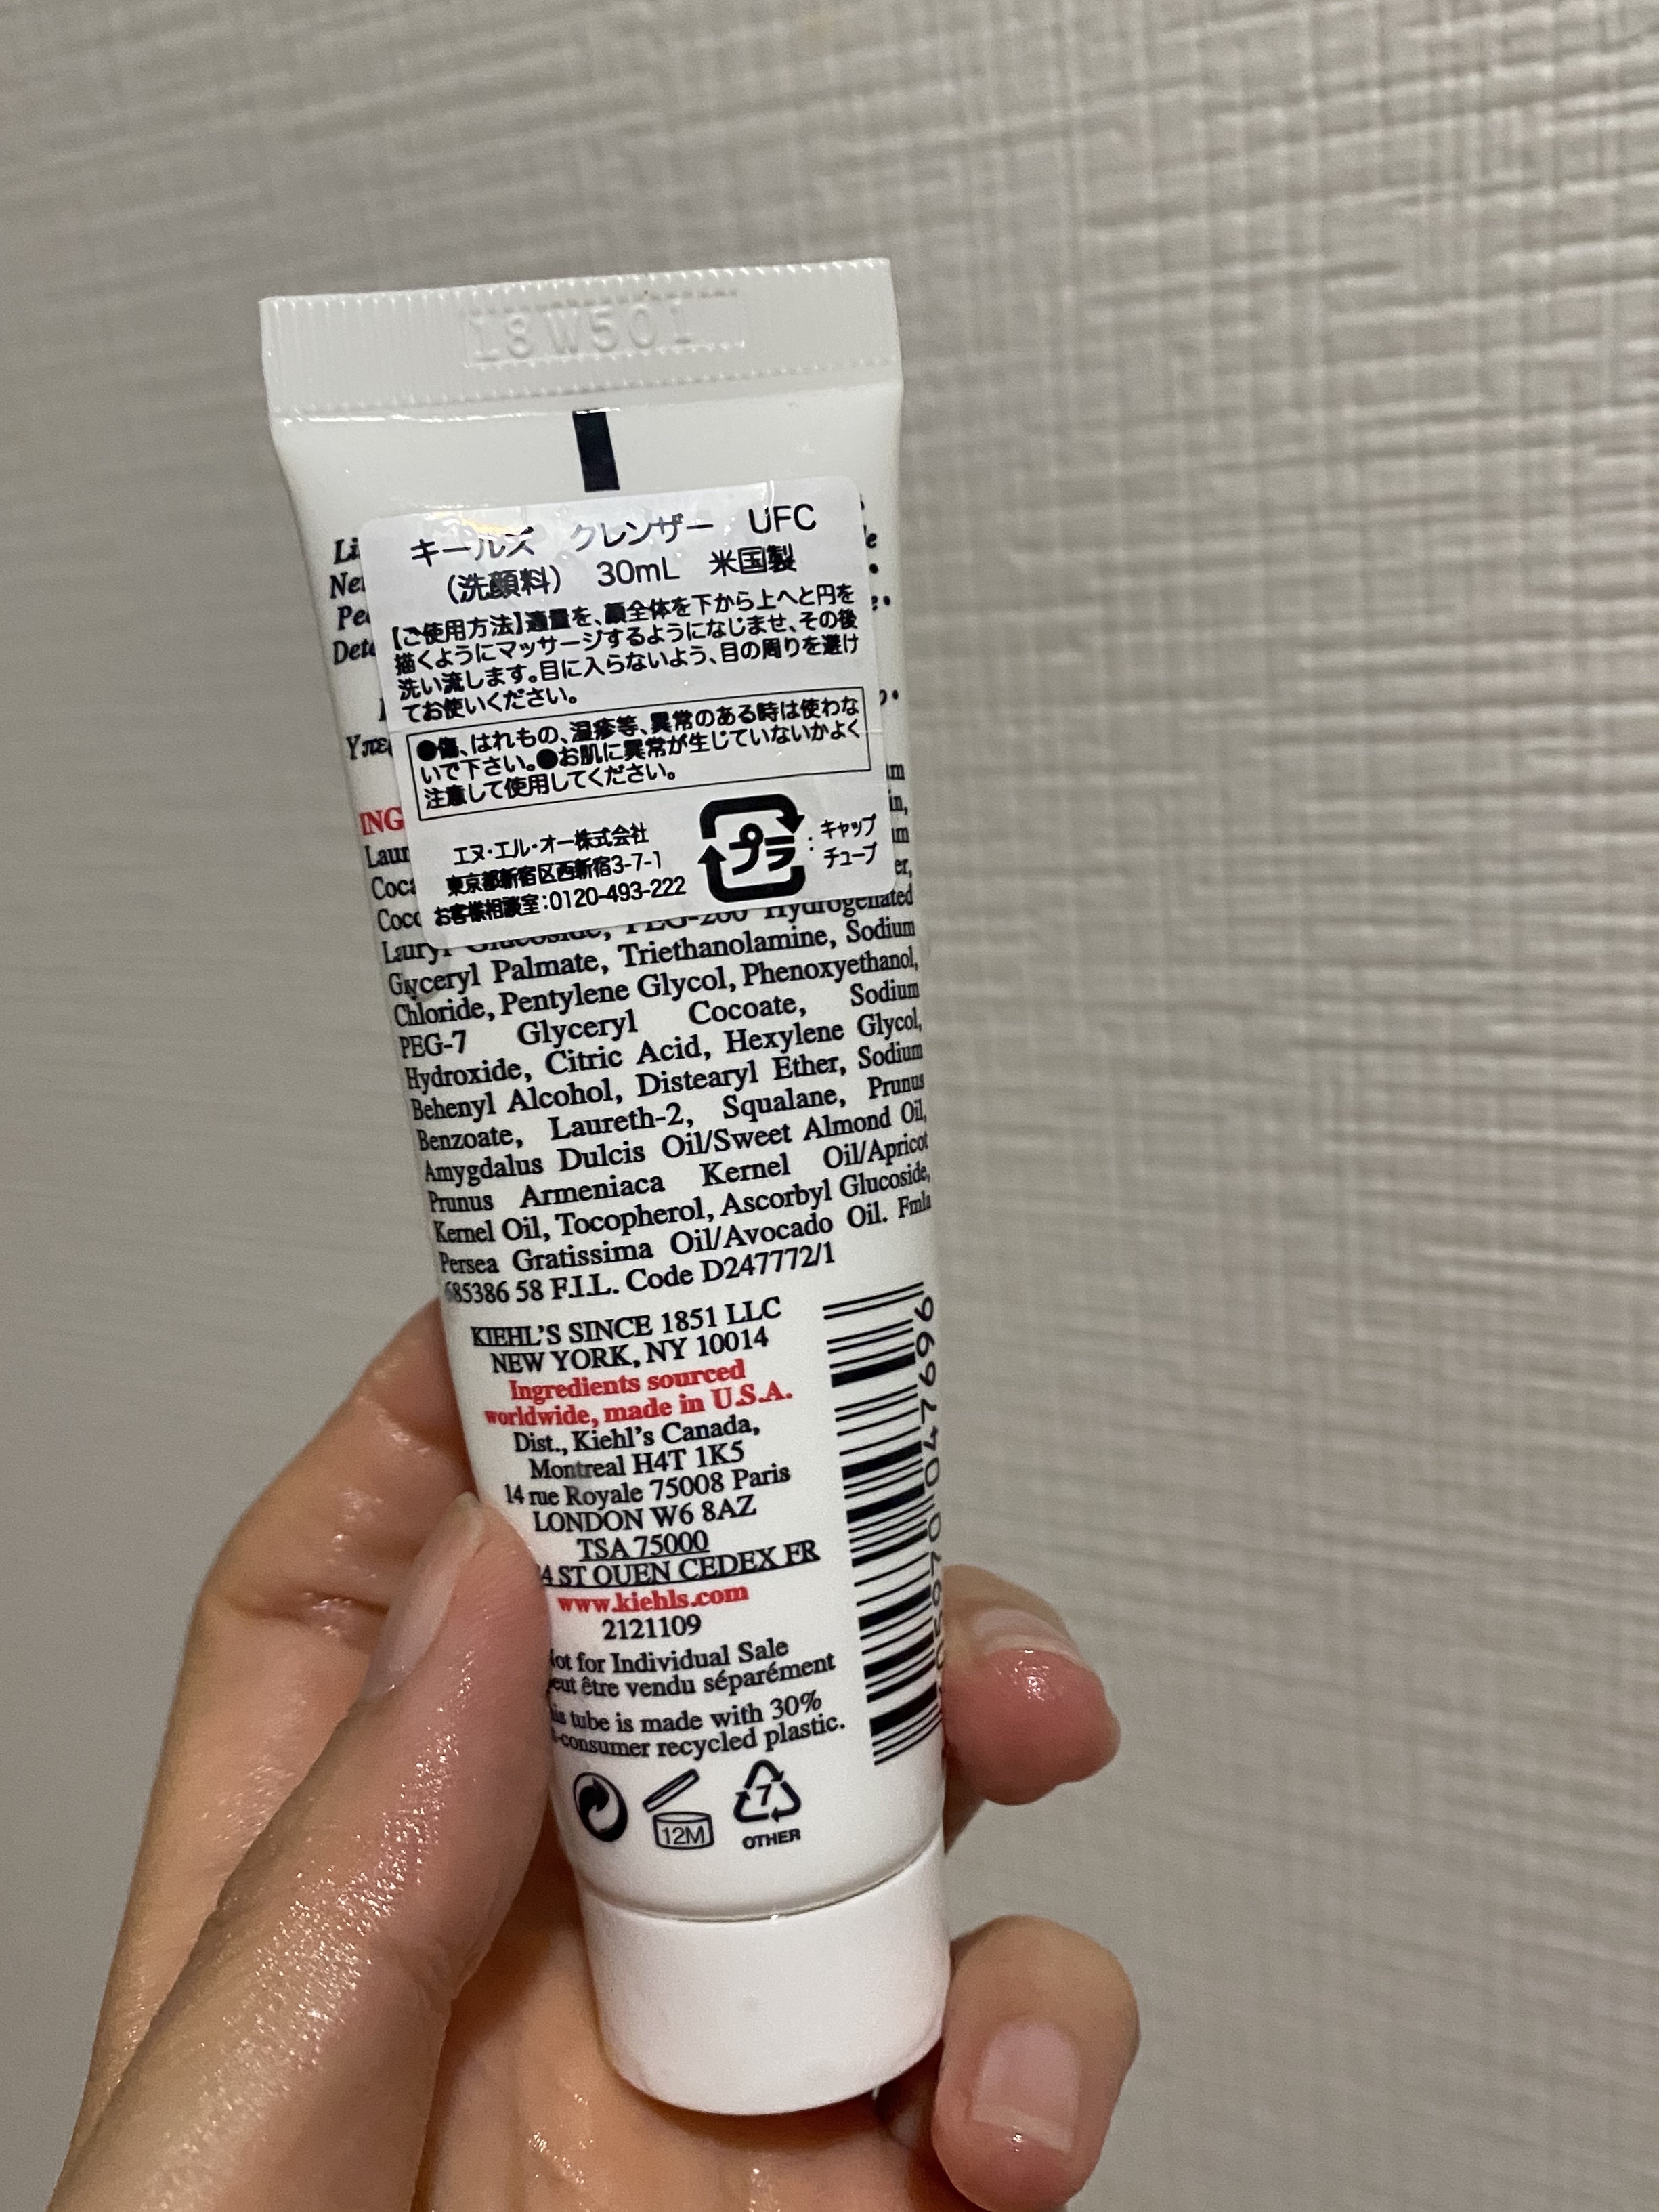 18W501
キールズ クレンザー UFC
(洗顔料) 30mL 米国製
【ご使用方法】適量を、顔全体を下から上へと円を
描くようにマッサージするようになじませ、その後
洗い流します。目に入らないよう、目の周りを避け
てお使いください。
●傷、はれもの、湿疹等、異常のある時は使わな
いで下さい。●お肌に異常が生じていないかよく
注意して使用してください。
エヌ・エル・オー株式会社
東京都新宿区西新宿3-7-1
お客様相談室:0120-493-222
プラ
: キャップ
チューブ
Hydrogenated
Glyceryl Palmate, Triethanolamine, Sodium
Chloride, Pentylene Glycol, Phenoxyethanol,
PEG-7 Glyceryl Cocoate, Sodium
Hydroxide, Citric Acid, Hexylene Glycol,
Behenyl Alcohol, Distearyl Ether, Sodium
Benzoate, Laureth-2, Squalane, Prunus
Amygdalus Dulcis Oil/Sweet Almond Oil,
Prunus Armeniaca Kernel Oil/Apricot
Kernel Oil, Tocopherol, Ascorbyl Glucoside,
Persea Gratissima Oil/Avocado Oil. Fmla
685386 58 F.I.L. Code D247772/1
KIEHL'S SINCE 1851 LLC
NEW YORK, NY 10014
Ingredients sourced
worldwide, made in U.S.A.
Dist., Kiehl's Canada,
Montreal H4T 1K5
14 rue Royale 75008 Paris
LONDON W6 8AZ
TSA 75000
ST OUEN CEDEX FR
www.kiehls.com
2121109
for Individual Sale
être vendu séparément
tube is made with 30%
consumer recycled plastic.
12M
7
OTHER